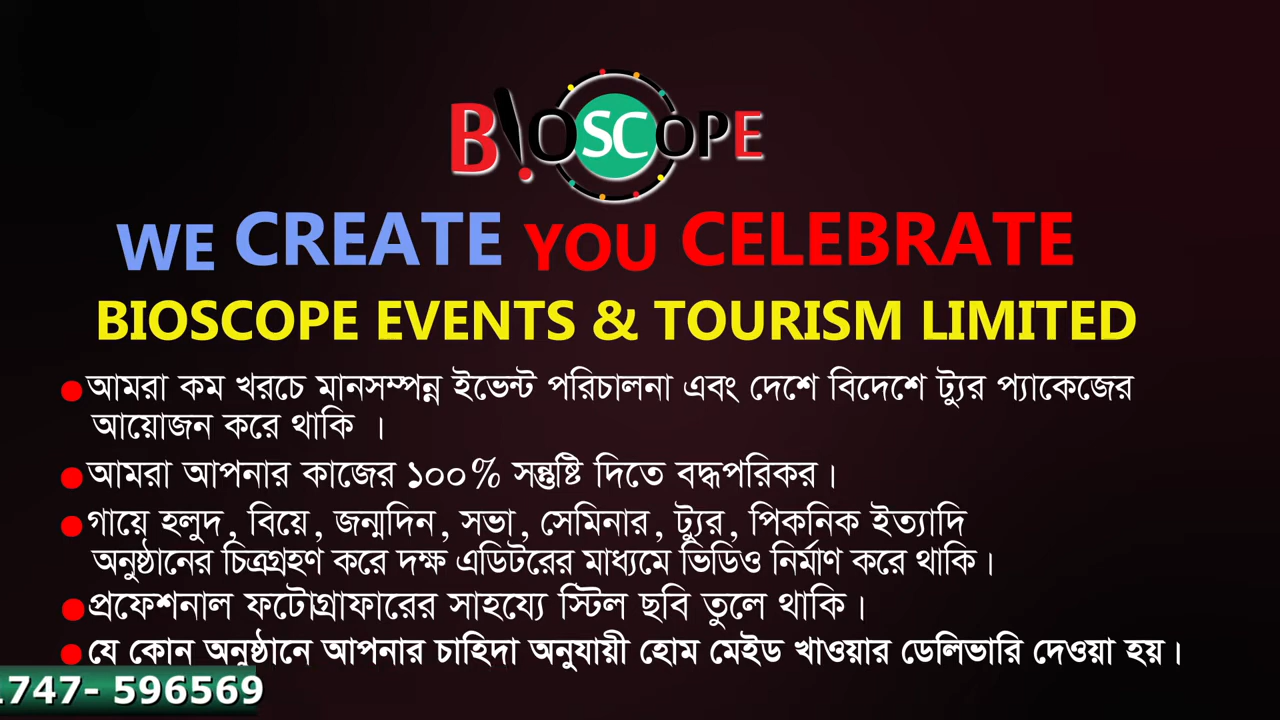 BIOSCOPE
WE CREATE YOU CELEBRATE
BIOSCOPE EVENTS & TOURISM LIMITED
আমরা কম খরচে মানসম্পন্ন ইভেন্ট পরিচালনা এবং দেশে বিদেশে ট্যুর প্যাকেজের
আয়োজন করে থাকি ।
আমরা আপনার কাজের ১০০% সন্তুষ্টি দিতে বদ্ধপরিকর।
গায়ে হলুদ, বিয়ে, জন্মদিন, সভা, সেমিনার, ট্যুর, পিকনিক ইত্যাদি
অনুষ্ঠানের চিত্রগ্রহণ করে দক্ষ এডিটরের মাধ্যমে ভিডিও নির্মাণ করে থাকি।
প্রফেশনাল ফটোগ্রাফারের সাহয্যে স্টিল ছবি তুলে থাকি।
যে কোন অনুষ্ঠানে আপনার চাহিদা অনুযায়ী হোম মেইড খাওয়ার ডেলিভারি দেওয়া হয়।
1747- 596569